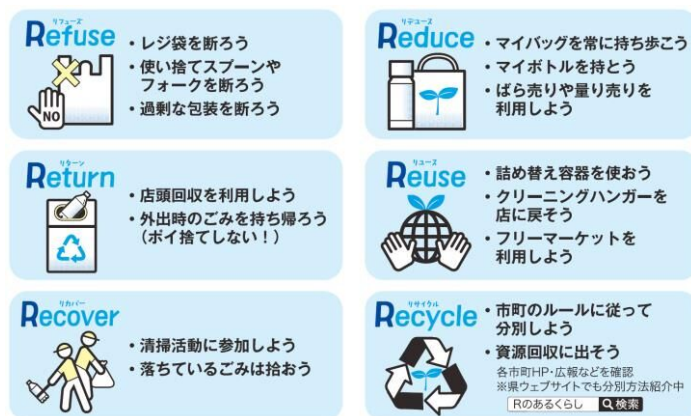 リフューズ
Refuse
・レジ袋を断ろう
・使い捨てスプーンや
フォークを断ろう
・過剰な包装を断ろう
NO
リデュース
Reduce
・マイバッグを常に持ち歩こう
・マイボトルを持とう
・ばら売りや量り売りを
利用しよう
リターン
Return
・店頭回収を利用しよう
・外出時のごみを持ち帰ろう
（ポイ捨てしない！）
リユース
Reuse
・詰め替え容器を使おう
・クリーニングハンガーを
店に戻そう
・フリーマーケットを
利用しよう
リカバー
Recover
・清掃活動に参加しよう
・落ちているごみは拾おう
リサイクル
Recycle
・市町のルールに従って
分別しよう
・資源回収に出そう
各市町HP・広報などを確認
※県ウェブサイトでも分別方法紹介中
Rのあるくらし 検索